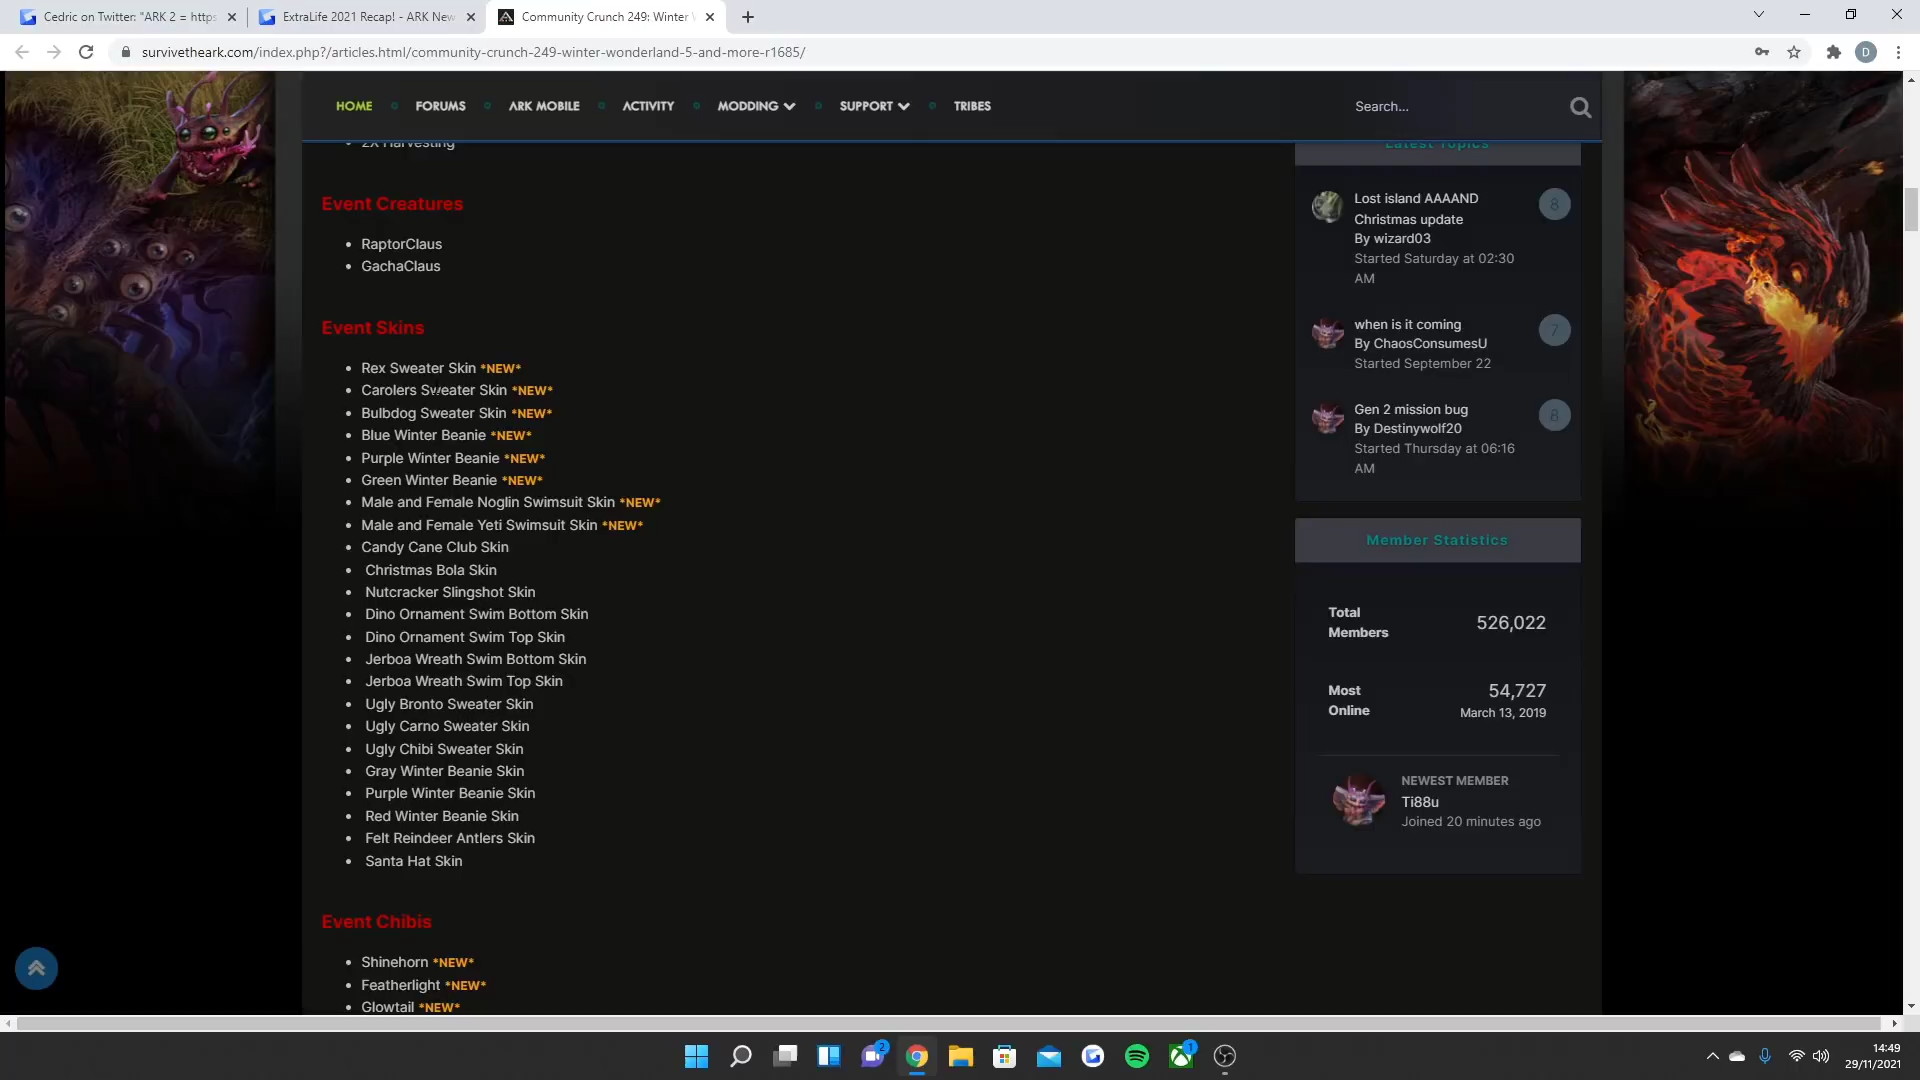 Cedric on Twitter: "ARK 2 = https
ExtraLife 2021 Recap! - ARK New
Community Crunch 249: Winter
survivetheark.com/index.php?/articles.html/community-crunch-249-winter-wonderland-5-and-more-r1685/
D
HOME
FORUMS
ARK MOBILE
ACTIVITY
MODDING
SUPPORT
TRIBES
Search...
2X Harvesting
Event Creatures
RaptorClaus
GachaClaus
Event Skins
Rex Sweater Skin *NEW*
Carolers Sweater Skin *NEW*
Bulbdog Sweater Skin *NEW*
Blue Winter Beanie *NEW*
Purple Winter Beanie *NEW*
Green Winter Beanie *NEW*
Male and Female Noglin Swimsuit Skin *NEW*
Male and Female Yeti Swimsuit Skin *NEW*
Candy Cane Club Skin
Christmas Bola Skin
Nutcracker Slingshot Skin
Dino Ornament Swim Bottom Skin
Dino Ornament Swim Top Skin
Jerboa Wreath Swim Bottom Skin
Jerboa Wreath Swim Top Skin
Ugly Bronto Sweater Skin
Ugly Carno Sweater Skin
Ugly Chibi Sweater Skin
Gray Winter Beanie Skin
Purple Winter Beanie Skin
Red Winter Beanie Skin
Felt Reindeer Antlers Skin
Santa Hat Skin
Event Chibis
Shinehorn *NEW*
Featherlight *NEW*
Glowtail *NEW*
Latest Topics
Lost island AAAAND
Christmas update
By wizard03
Started Saturday at 02:30
AM
8
when is it coming
By ChaosConsumesU
Started September 22
7
Gen 2 mission bug
By Destinywolf20
Started Thursday at 06:16
AM
8
Member Statistics
Total
Members
526,022
Most
Online
54,727
March 13, 2019
NEWEST MEMBER
Ti88u
Joined 20 minutes ago
2
1
14:49
29/11/2021